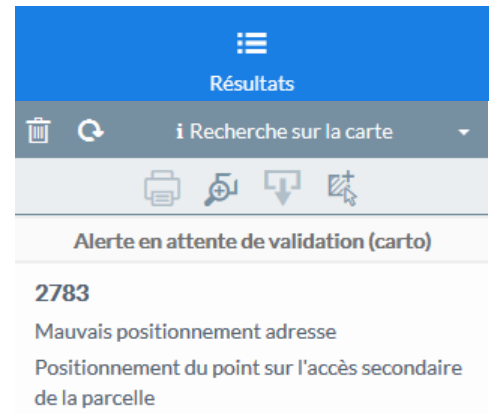 Résultats
i Recherche sur la carte
Alerte en attente de validation (carto)
2783
Mauvais positionnement adresse
Positionnement du point sur l'accès secondaire
de la parcelle